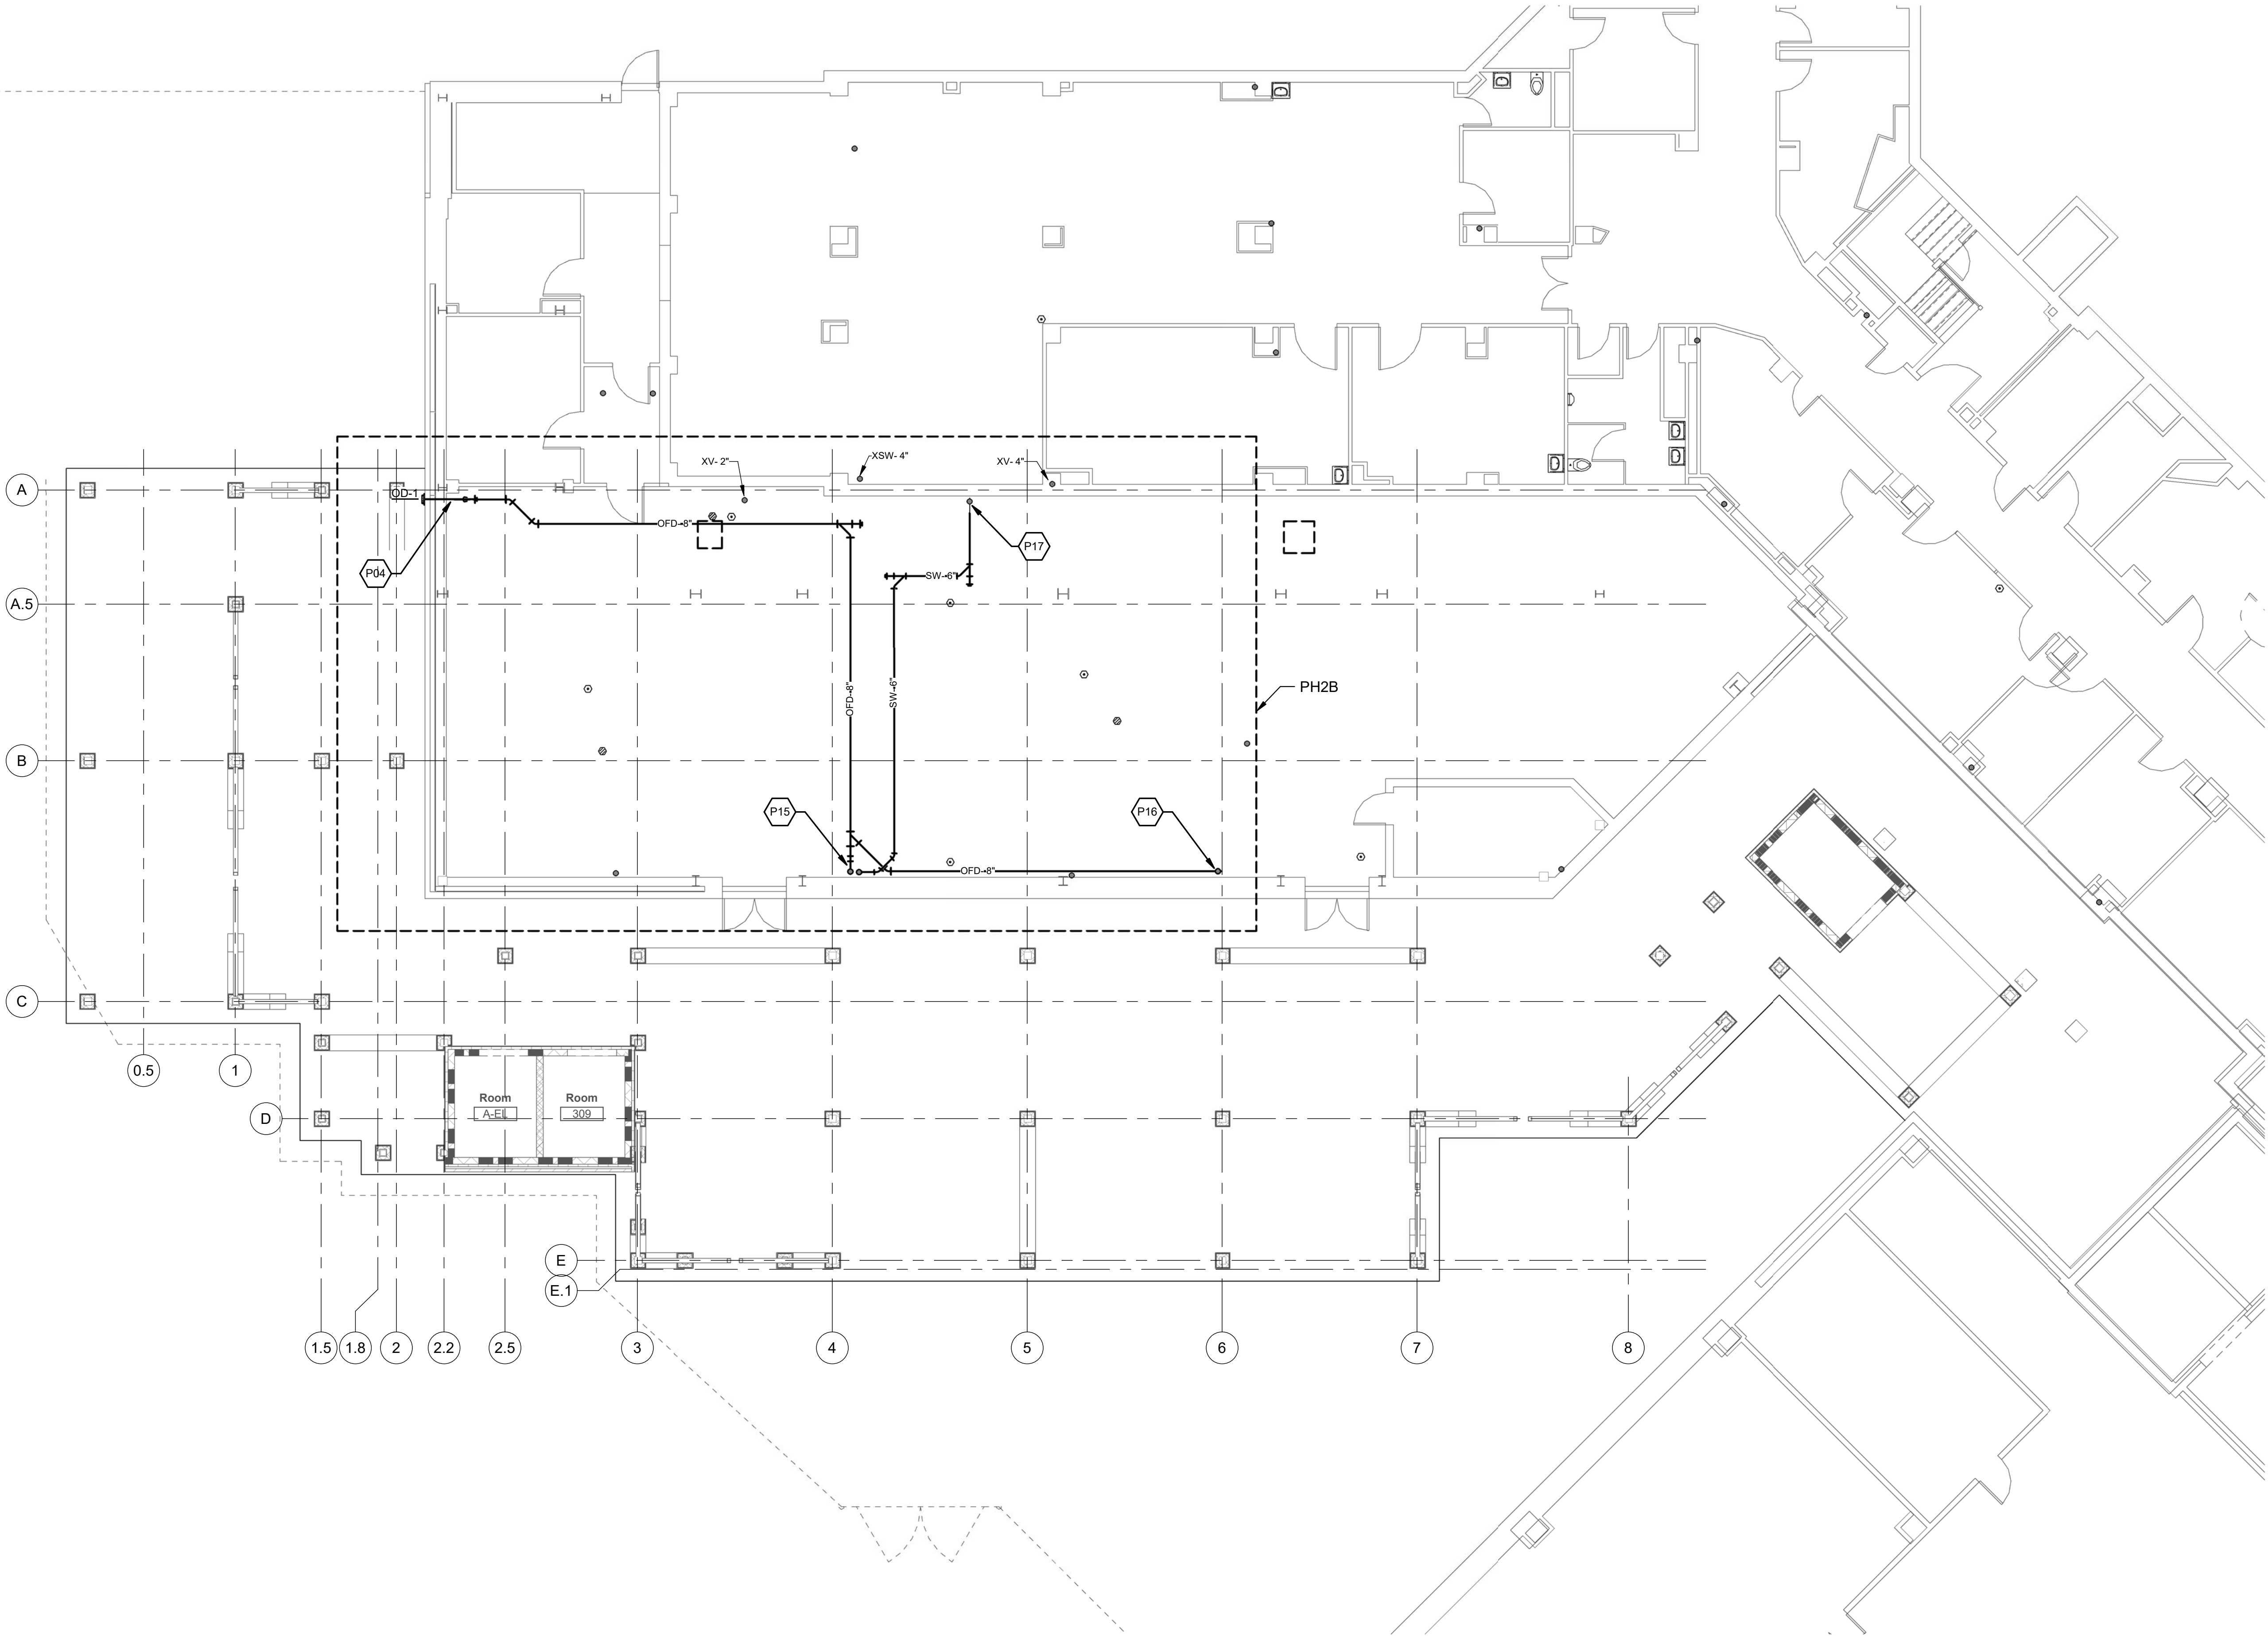 XV- 2"
XSW- 4"
XV- 4"
A
OD-1
OFD-8"
P17
P04
SW-6"
A.5
OFD-8"
SW-6"
PH2B
B
P15
P16
OFD-8"
C
0.5
1
Room
A-EL
Room
309
D
E
E.1
1.5
1.8
2
2.2
2.5
3
4
5
6
7
8